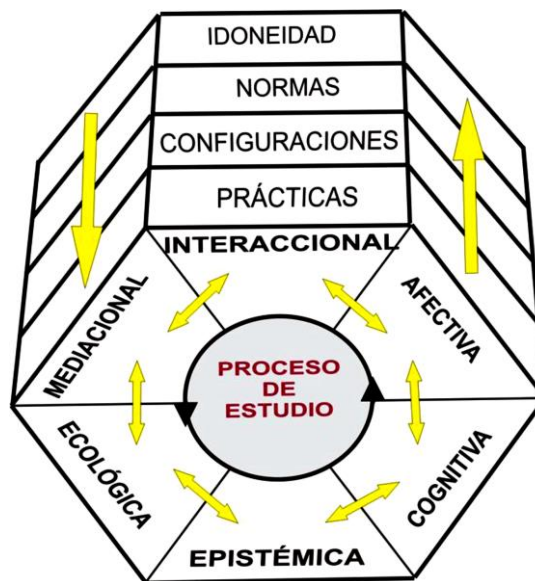 IDONEIDAD
NORMAS
CONFIGURACIONES
PRÁCTICAS
INTERACCIONAL
MEDIACIONAL
AFECTIVA
PROCESO
DE
ESTUDIO
ECOLÓGICA
COGNITIVA
EPISTÉMICA